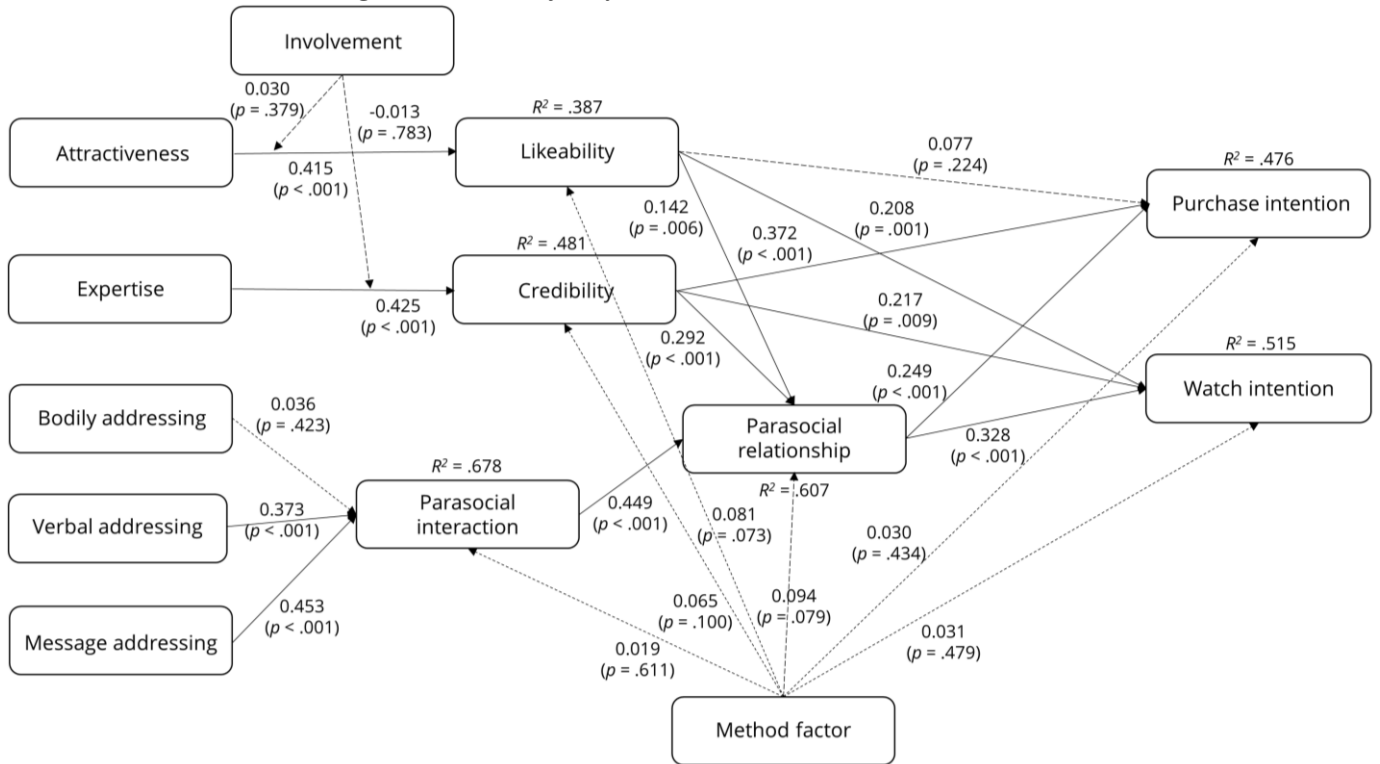 Involvement
0.030
(p = .379)
-0.013
(p = .783)
R² = .387
Attractiveness
0.415
(p < .001)
Likeability
0.077
(p = .224)
R² = .476
Purchase intention
0.142
(p = .006)
0.208
(p = .001)
0.372
(p < .001)
R² = .481
Expertise
0.425
(p < .001)
Credibility
0.217
(p = .009)
0.292
(p < .001)
R² = .515
Watch intention
0.249
(p < .001)
Bodily addressing
0.036
(p = .423)
Parasocial
relationship
0.328
(p < .001)
R² = .607
R² = .678
Verbal addressing
0.373
(p < .001)
Parasocial
interaction
0.449
(p < .001)
0.081
(p = .073)
0.030
(p = .434)
Message addressing
0.453
(p < .001)
0.065
(p = .100)
0.094
(p = .079)
0.019
(p = .611)
0.031
(p = .479)
Method factor